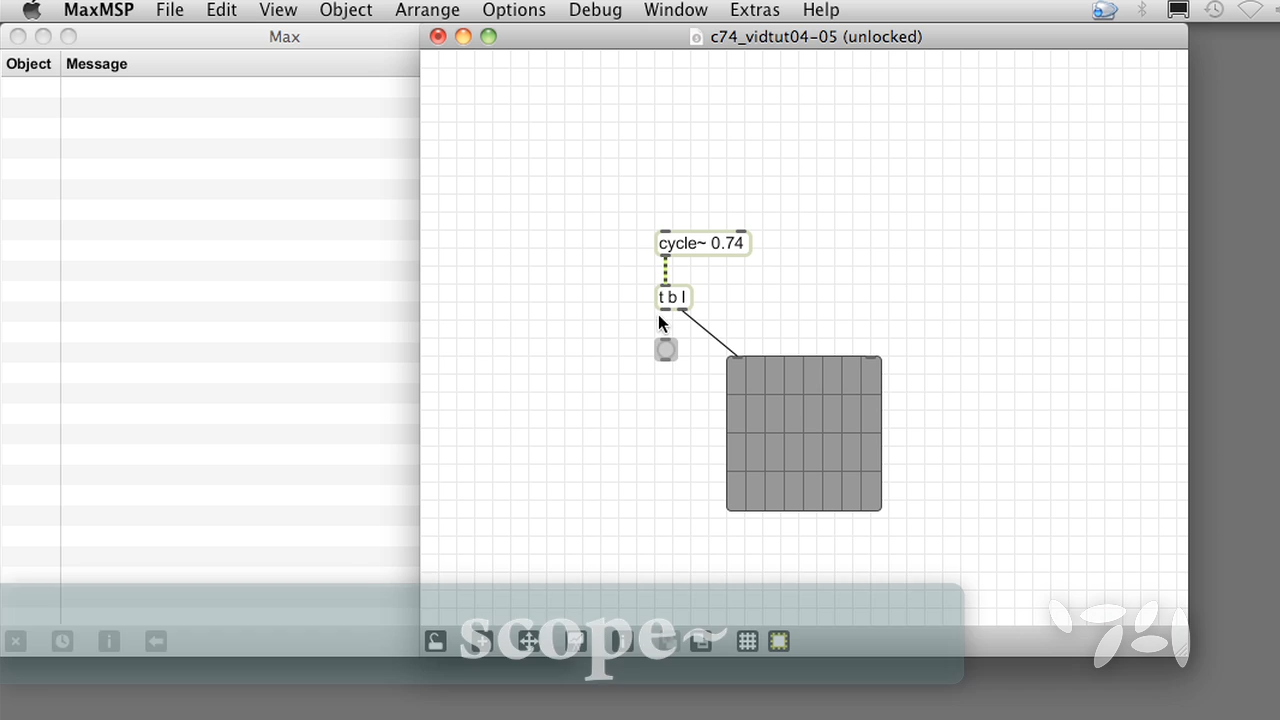 MaxMSP File Edit View Object Arrange Options Debug Window Extras Help
Max
c74_vidtut04-05 (unlocked)
Object Message
cycle~ 0.74
t b l
scope~